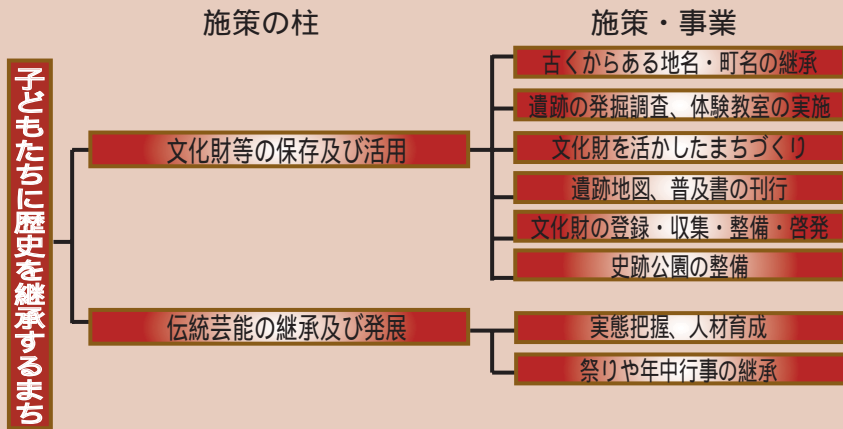 施策の柱
施策・事業
子どもたちに歴史を継承するまち
文化財等の保存及び活用
古くからある地名・町名の継承
遺跡の発掘調査、体験教室の実施
文化財を活かしたまちづくり
遺跡地図、普及書の刊行
文化財の登録・収集・整備・啓発
史跡公園の整備
伝統芸能の継承及び発展
実態把握、人材育成
祭りや年中行事の継承